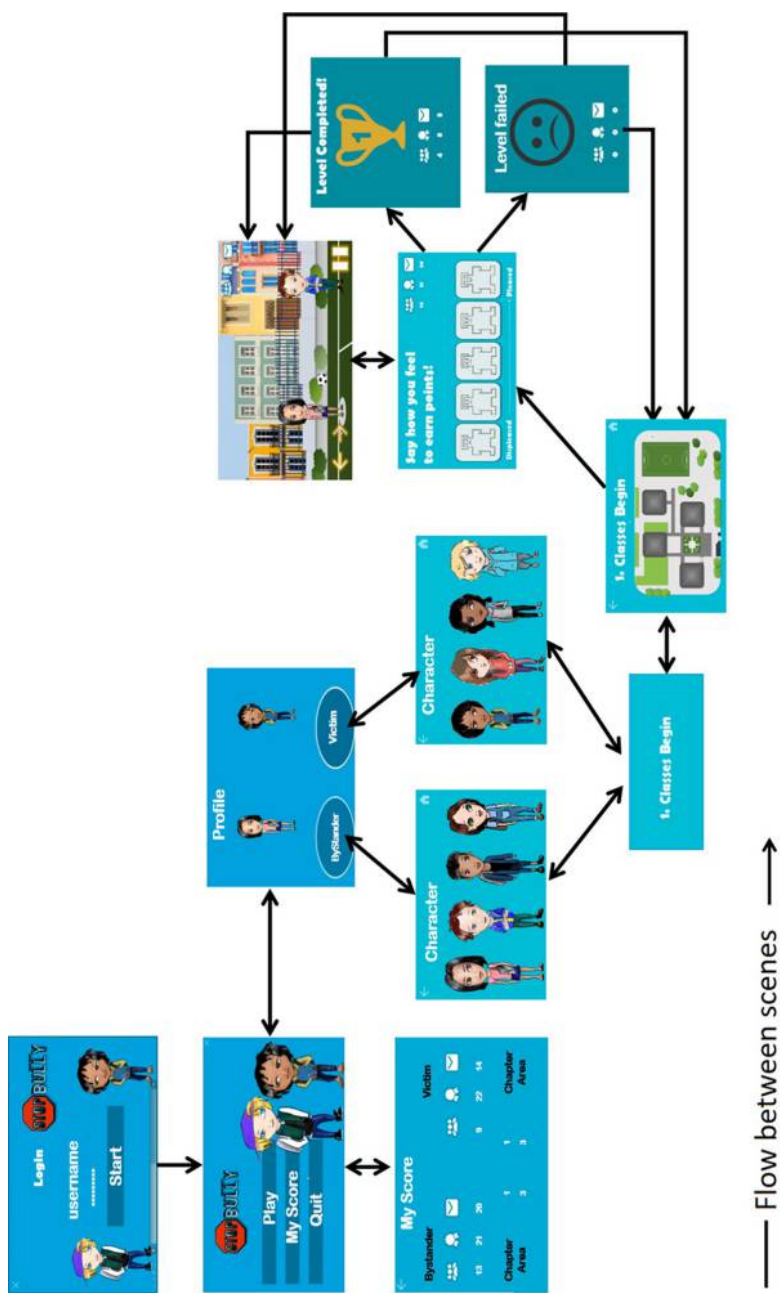 Login
STOP BULLY
username
Start
STOP BULLY
Play
My Score
Quit
My Score
Bystander Victim
13 21 20 9 22 14
Chapter 1 Chapter 1
Area 3 Area 3
Profile
ByStander Victim
Character
Character
1. Classes Begin
1. Classes Begin
Say how you feel
to earn points!
Displeased Pleased
Level Completed!
1
Level failed
0 0 0
Flow between scenes